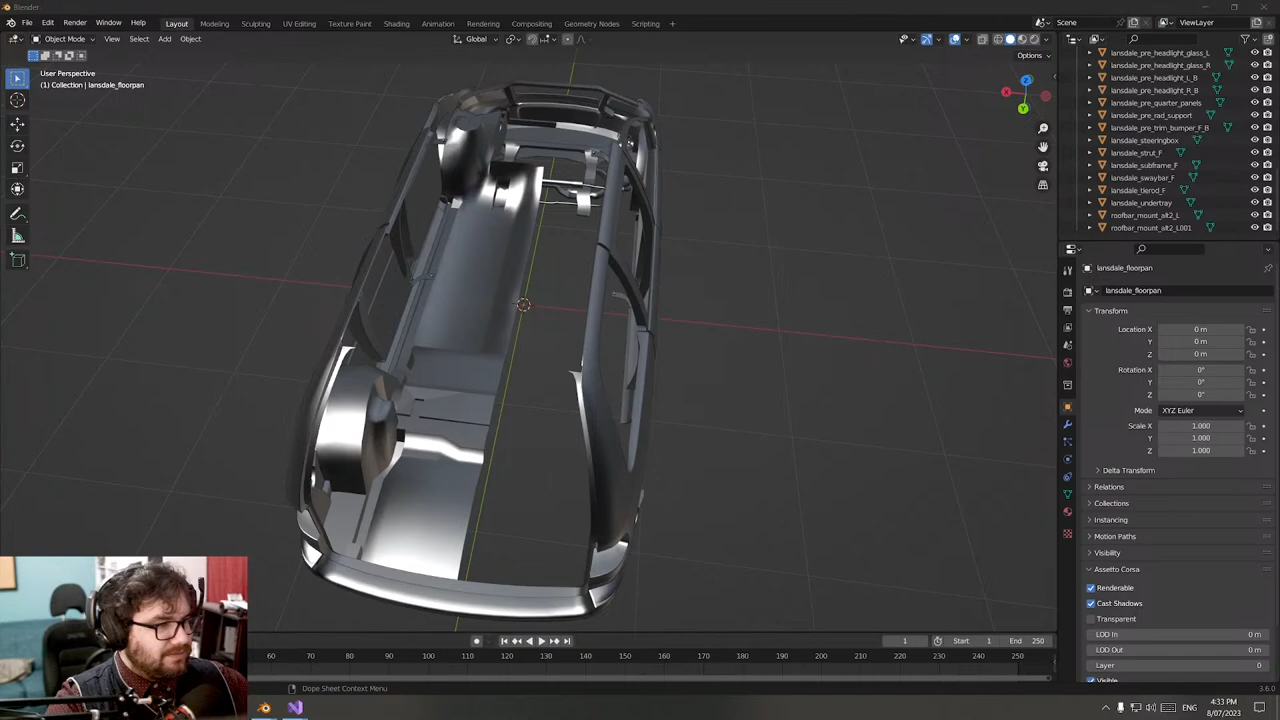 Blender
File Edit Render Window Help Layout Modeling Sculpting UV Editing Texture Paint Shading Animation Rendering Compositing Geometry Nodes Scripting + Scene ViewLayer
Object Mode View Select Add Object Global
Options
User Perspective
(1) Collection | lansdale_floorpan
Z
X
Y
lansdale_pre_headlight_glass_L
lansdale_pre_headlight_glass_R
lansdale_pre_headlight_L_B
lansdale_pre_headlight_R_B
lansdale_pre_quarter_panels
lansdale_pre_rad_support
lansdale_pre_trim_bumper_F_B
lansdale_steeringbox
lansdale_strut_F
lansdale_subframe_F
lansdale_swaybar_F
lansdale_tierod_F
lansdale_undertray
roofbar_mount_alt2_L
roofbar_mount_alt2_L001
lansdale_floorpan
lansdale_floorpan
Transform
Location X 0 m
Y 0 m
Z 0 m
Rotation X 0°
Y 0°
Z 0°
Mode XYZ Euler
Scale X 1.000
Y 1.000
Z 1.000
Delta Transform
Relations
Collections
Instancing
Motion Paths
Visibility
Assetto Corsa
Renderable
Cast Shadows
Transparent
LOD In 0 m
LOD Out 0 m
Layer 0
Visible
1 Start 1 End 250
60 70 80 90 100 110 120 130 140 150 160 170 180 190 200 210 220 230 240 250
Dope Sheet Context Menu
3.6.0
ENG
4:33 PM
8/07/2023